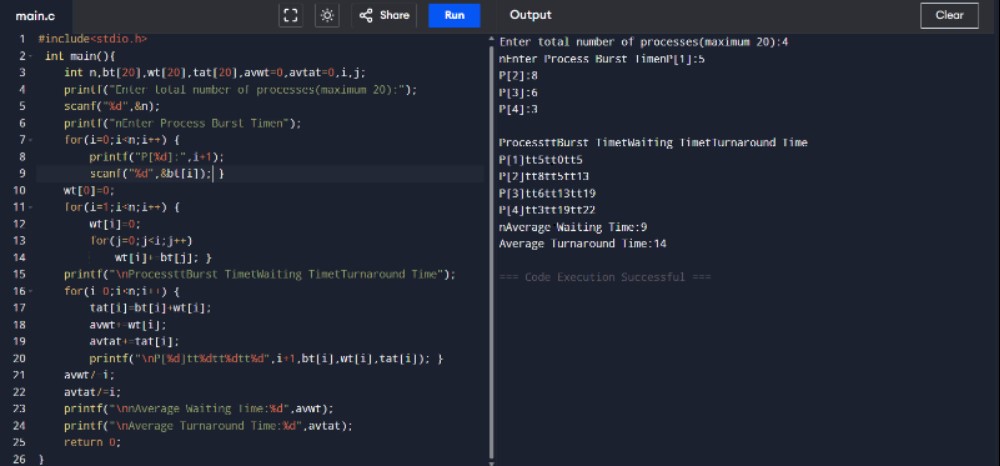 main.c
Share
Run
1 #include<stdio.h>
2 int main(){
3 int n,bt[20],wt[20],tat[20],avwt=0,avtat=0,i,j;
4 printf("Enter total number of processes(maximum 20):");
5 scanf("%d",&n);
6 printf("nEnter Process Burst Timen");
7 for(i=0;i<n;i++) {
8 printf("P[%d]:",i+1);
9 scanf("%d",&bt[i]); }
10 wt[0]=0;
11 for(i=1;i<n;i++) {
12 wt[i]=0;
13 for(j=0;j<i;j++)
14 wt[i]+=bt[j]; }
15 printf("\nProcessttBurst TimetWaiting TimetTurnaround Time");
16 for(i=0;i<n;i++) {
17 tat[i]=bt[i]+wt[i];
18 avwt+=wt[i];
19 avtat+=tat[i];
20 printf("\nP[%d]tt%dtt%dtt%d",i+1,bt[i],wt[i],tat[i]); }
21 avwt/=i;
22 avtat/=i;
23 printf("\nnAverage Waiting Time:%d",avwt);
24 printf("\nAverage Turnaround Time:%d",avtat);
25 return 0;
26 }
Output
Clear
Enter total number of processes(maximum 20):4
nEnter Process Burst TimenP[1]:5
P[2]:8
P[3]:6
P[4]:3
ProcessttBurst TimetWaiting TimetTurnaround Time
P[1]tt5tt0tt5
P[2]tt8tt5tt13
P[3]tt6tt13tt19
P[4]tt3tt19tt22
nAverage Waiting Time:9
Average Turnaround Time:14
=== Code Execution Successful ===